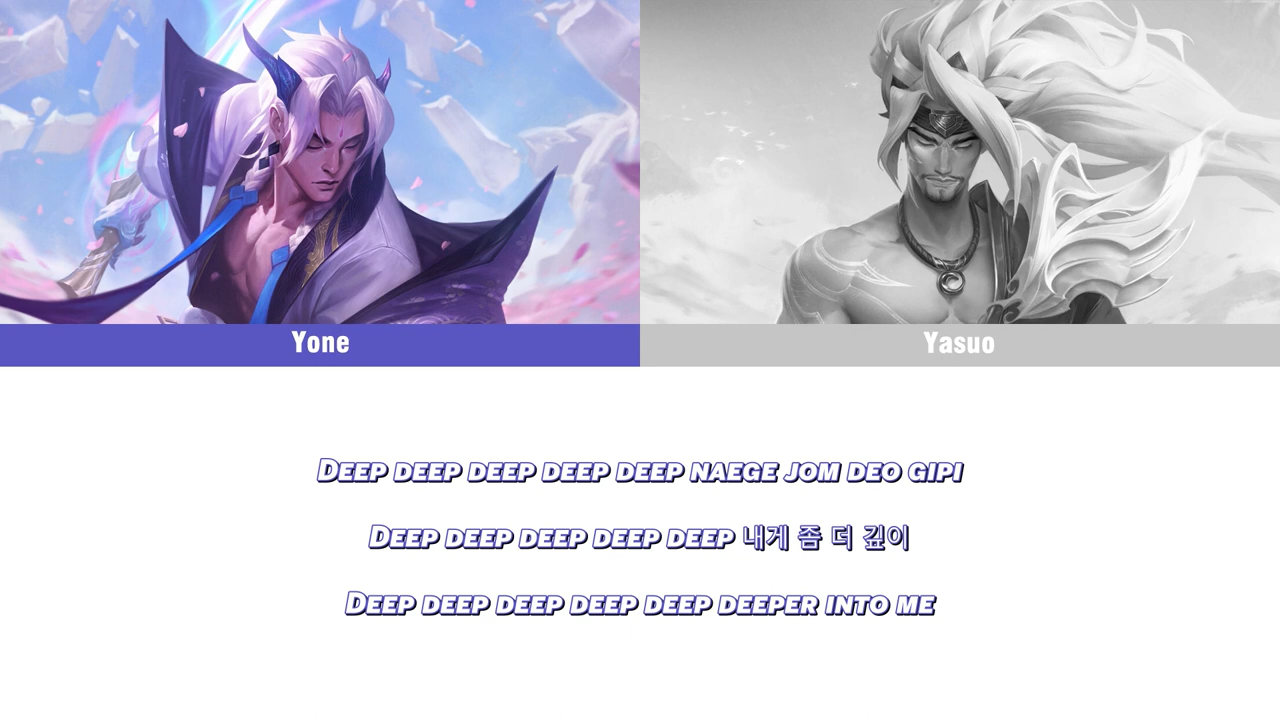 Yone
Yasuo
Deep deep deep deep deep naege jom deo gipi
Deep deep deep deep deep 내게 좀 더 깊이
Deep deep deep deep deep deeper into me